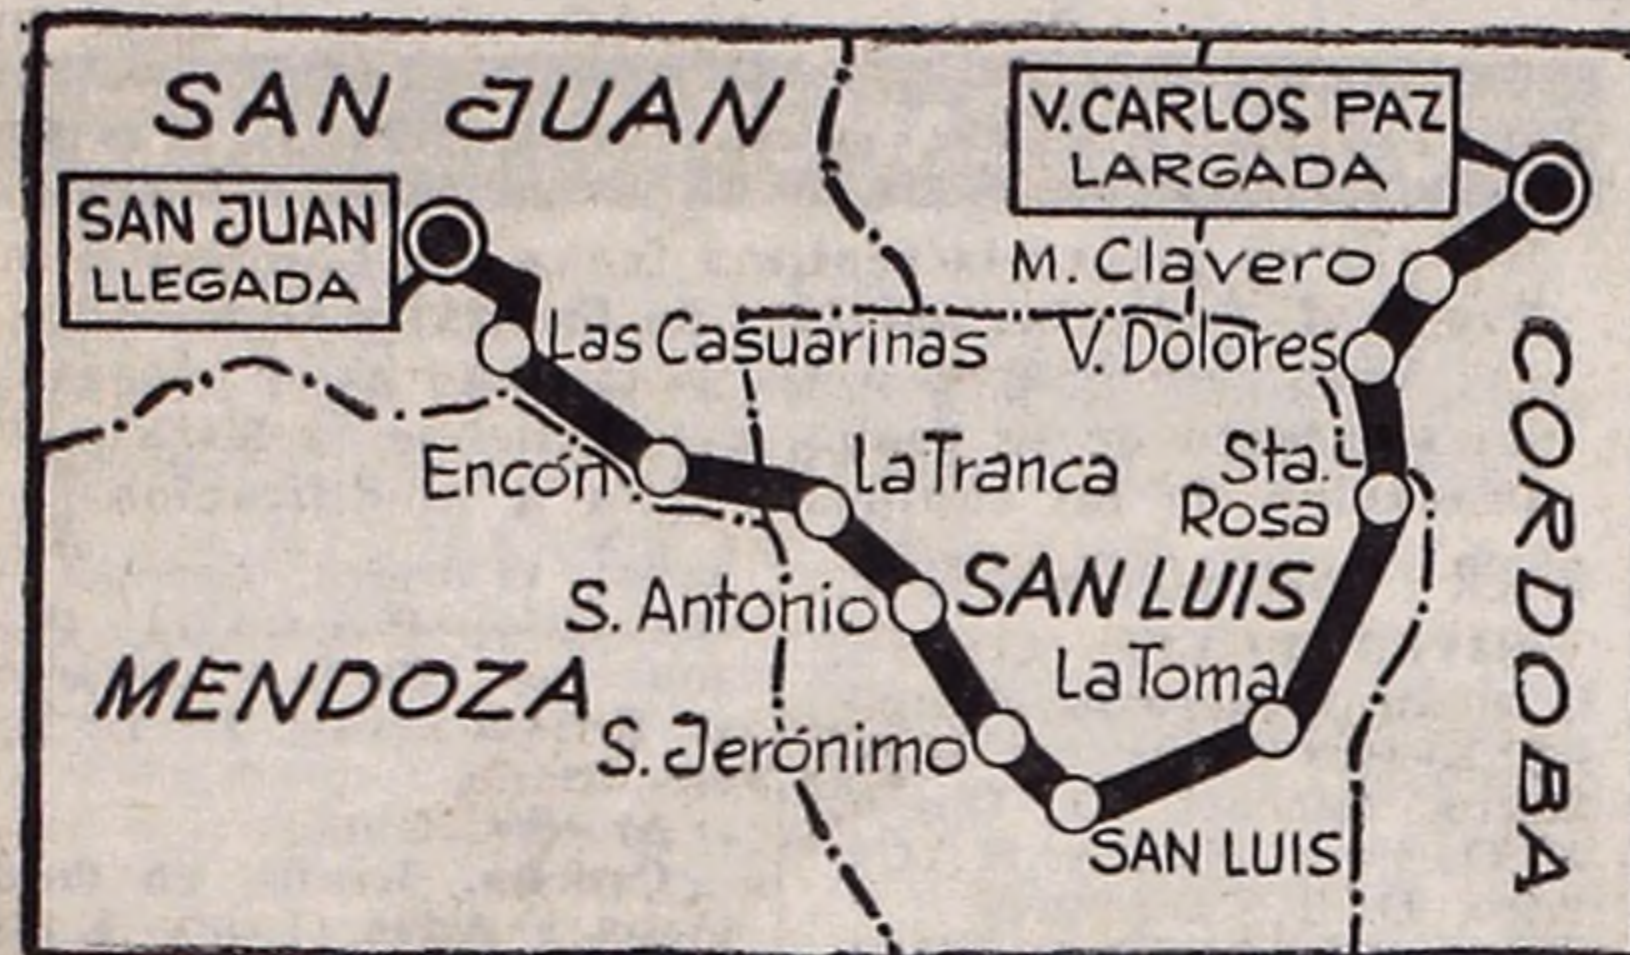 SAN JUAN
V. CARLOS PAZ
LARGADA
SAN JUAN
LLEGADA
M. Clavero
Las Casuarinas
V. Dolores
CORDOBA
Encón
La Tranca
Sta.
Rosa
S. Antonio
SAN LUIS
La Toma
MENDOZA
S. Jerónimo
SAN LUIS